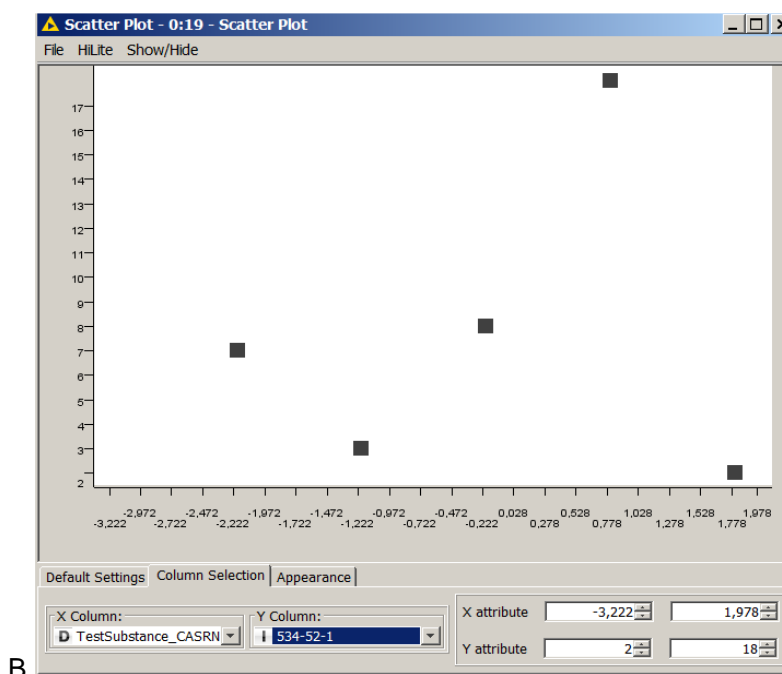 Scatter Plot - 0:19 - Scatter Plot
File HiLite Show/Hide
17
16
15
14
13
12
11
10
9
8
7
6
5
4
3
2
-2,972 -2,472 -1,972 -1,472 -0,972 -0,472 0,028 0,528 1,028 1,528 1,978
-3,222 -2,722 -2,222 -1,722 -1,222 -0,722 -0,222 0,278 0,778 1,278 1,778
Default Settings Column Selection Appearance
X Column: Y Column:
D TestSubstance_CASRN I 534-52-1
X attribute -3,222 1,978
Y attribute 2 18
B